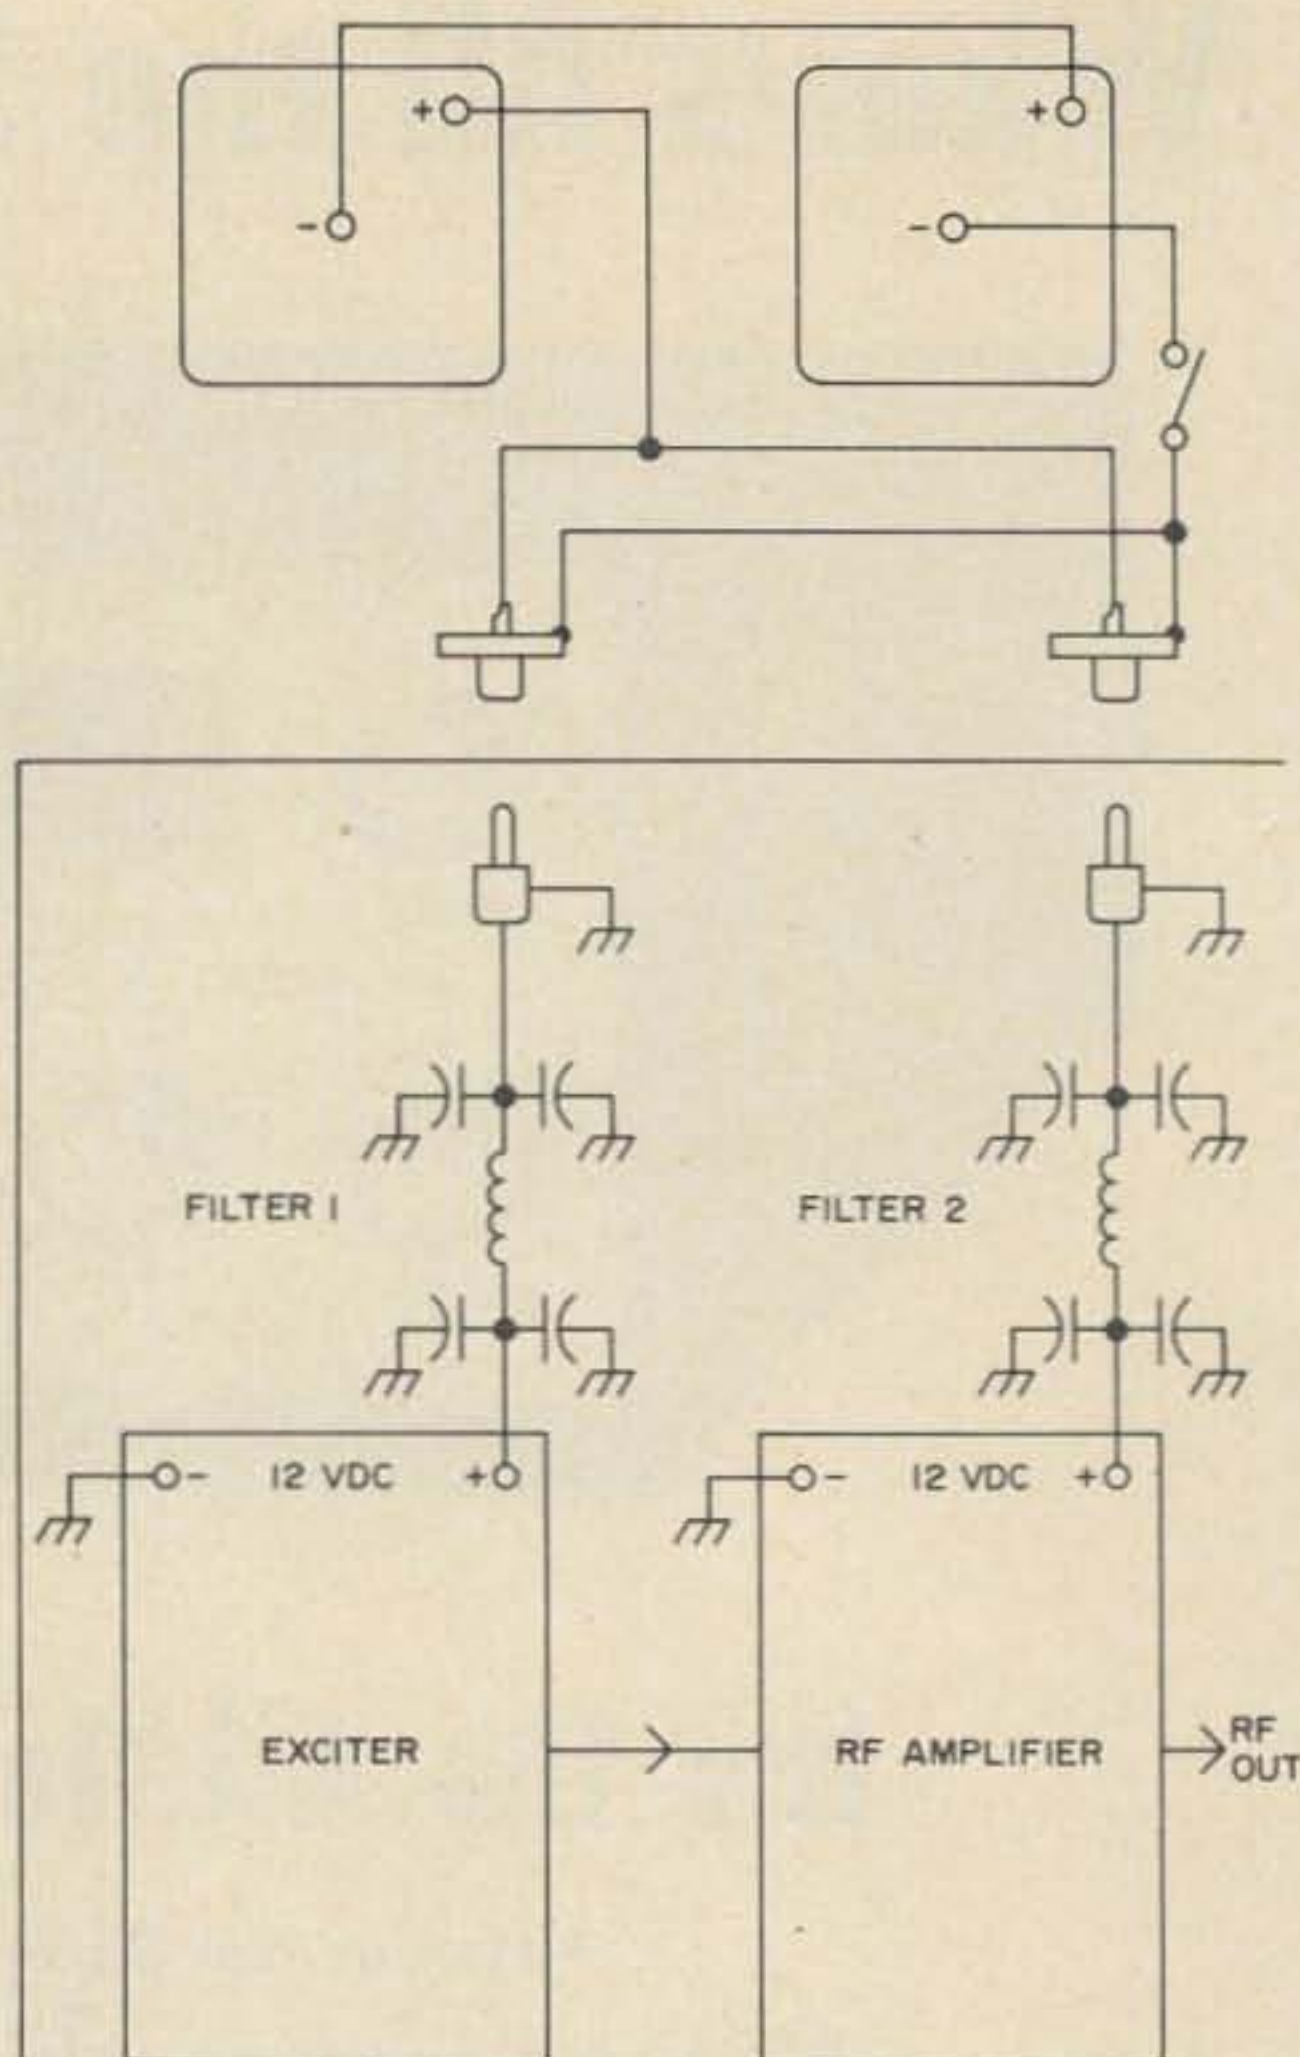 +
+
-
-
FILTER 1
FILTER 2
- 12 VDC +
- 12 VDC +
EXCITER
RF AMPLIFIER
RF
OUT